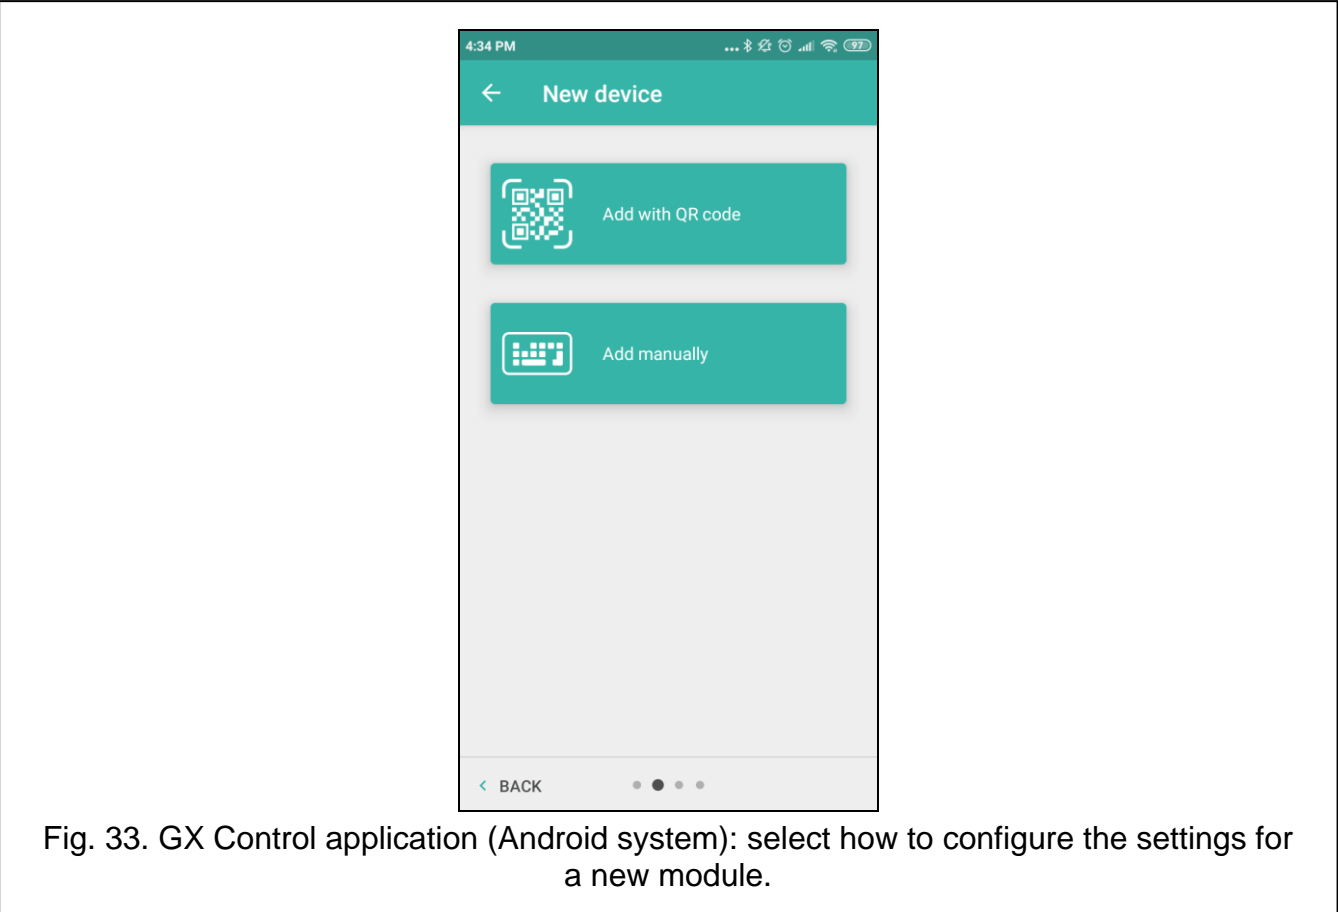 4:34 PM
97
New device
Add with QR code
Add manually
BACK
Fig. 33. GX Control application (Android system): select how to configure the settings for
a new module.